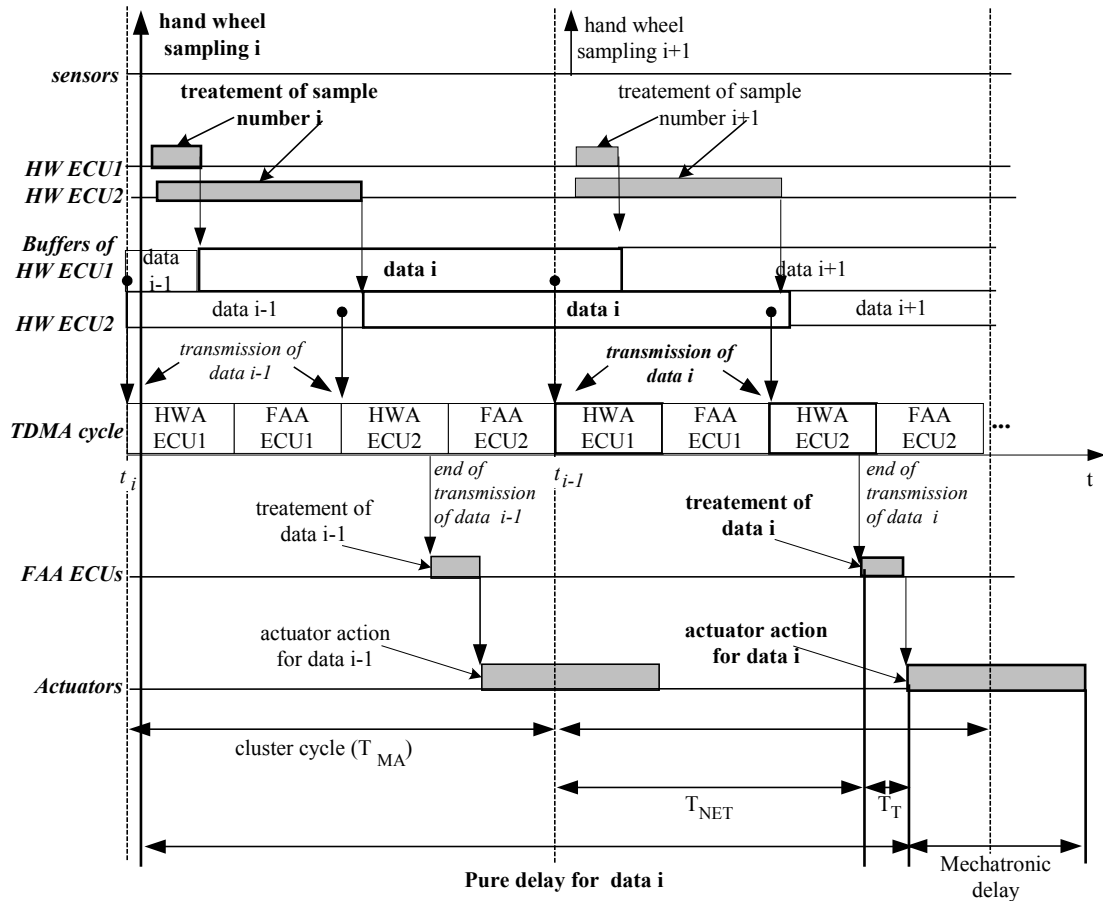 hand wheel
sampling i
hand wheel
sampling i+1
sensors
treatement of sample
number i
treatement of sample
number i+1
HW ECU1
HW ECU2
Buffers of
HW ECU1
data
i-1
data i
data i+1
HW ECU2
data i-1
data i
data i+1
transmission of
data i-1
transmission of
data i
TDMA cycle
HWA
ECU1
FAA
ECU1
HWA
ECU2
FAA
ECU2
HWA
ECU1
FAA
ECU1
HWA
ECU2
FAA
ECU2
...
t i
t i-1
t
end of
transmission
of data i-1
end of
transmission
of data i
treatement of
data i-1
treatement of
data i
FAA ECUs
actuator action
for data i-1
actuator action
for data i
Actuators
cluster cycle (T MA)
T NET
T T
Pure delay for data i
Mechatronic
delay